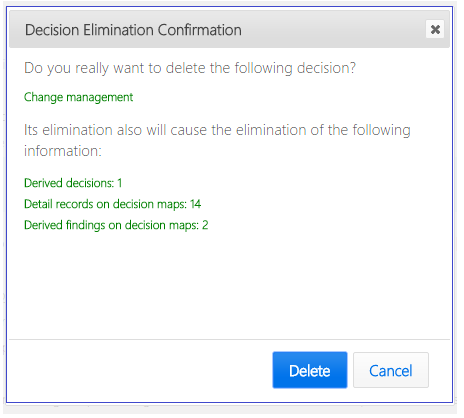 Decision Elimination Confirmation
Do you really want to delete the following decision?
Change management
Its elimination also will cause the elimination of the following
information:
Derived decisions: 1
Detail records on decision maps: 14
Derived findings on decision maps: 2
Delete
Cancel